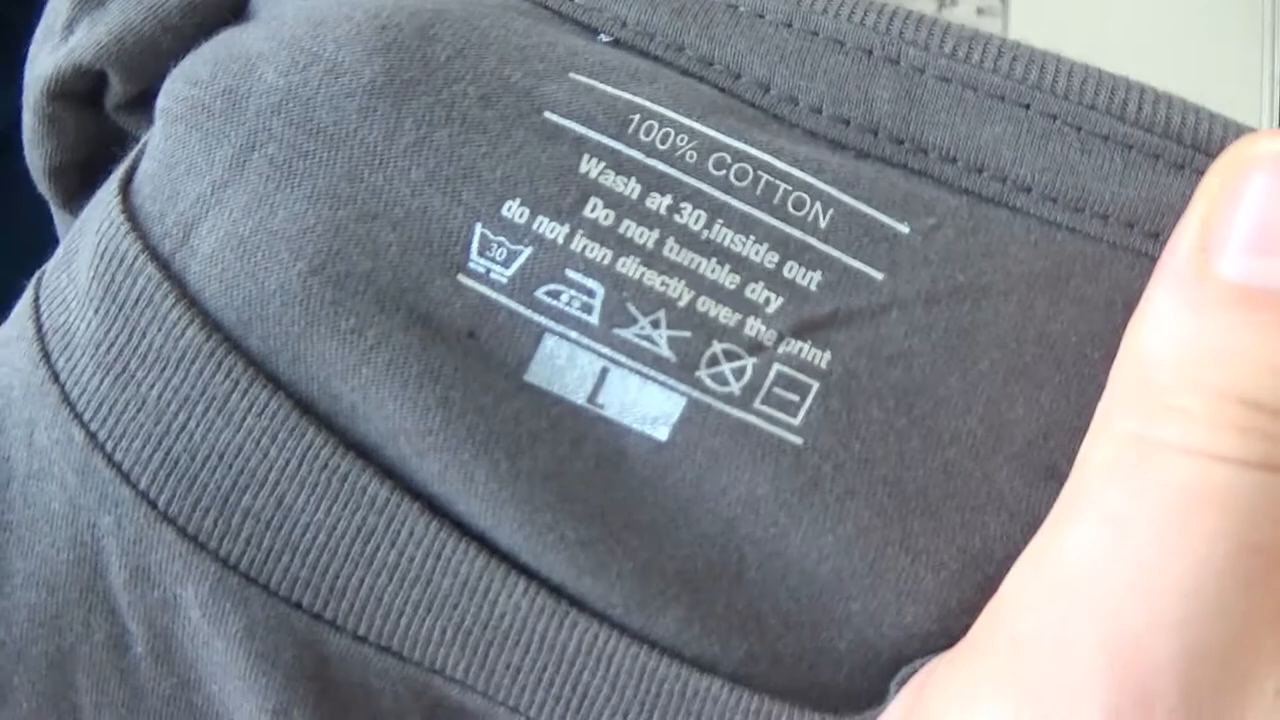 100% COTTON
Wash at 30,inside out
Do not tumble dry
do not iron directly over the print
30
L